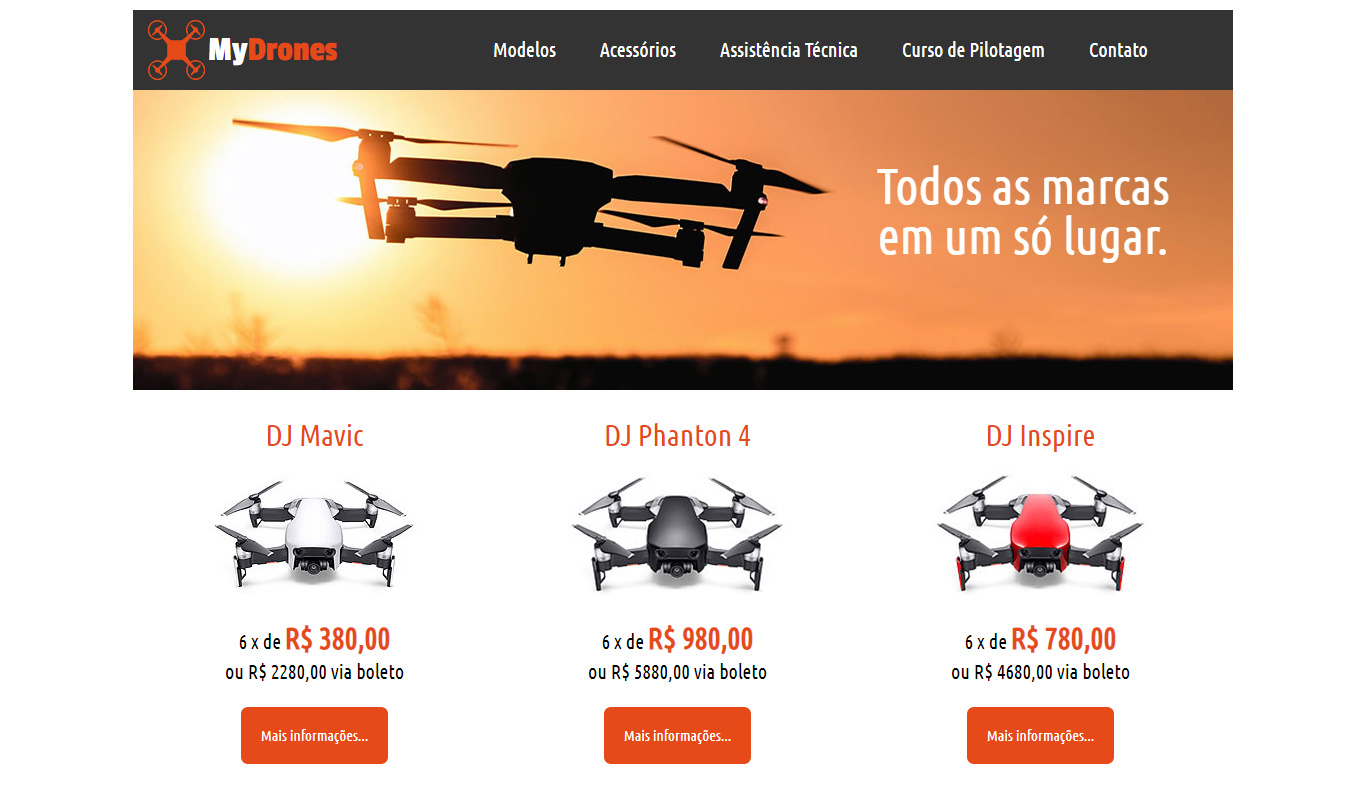 MyDrones
Modelos Acessórios Assistência Técnica Curso de Pilotagem Contato
Todos as marcas
em um só lugar.
DJ Mavic
DJ Phanton 4
DJ Inspire
6 x de R$ 380,00
ou R$ 2280,00 via boleto
6 x de R$ 980,00
ou R$ 5880,00 via boleto
6 x de R$ 780,00
ou R$ 4680,00 via boleto
Mais informações...
Mais informações...
Mais informações...